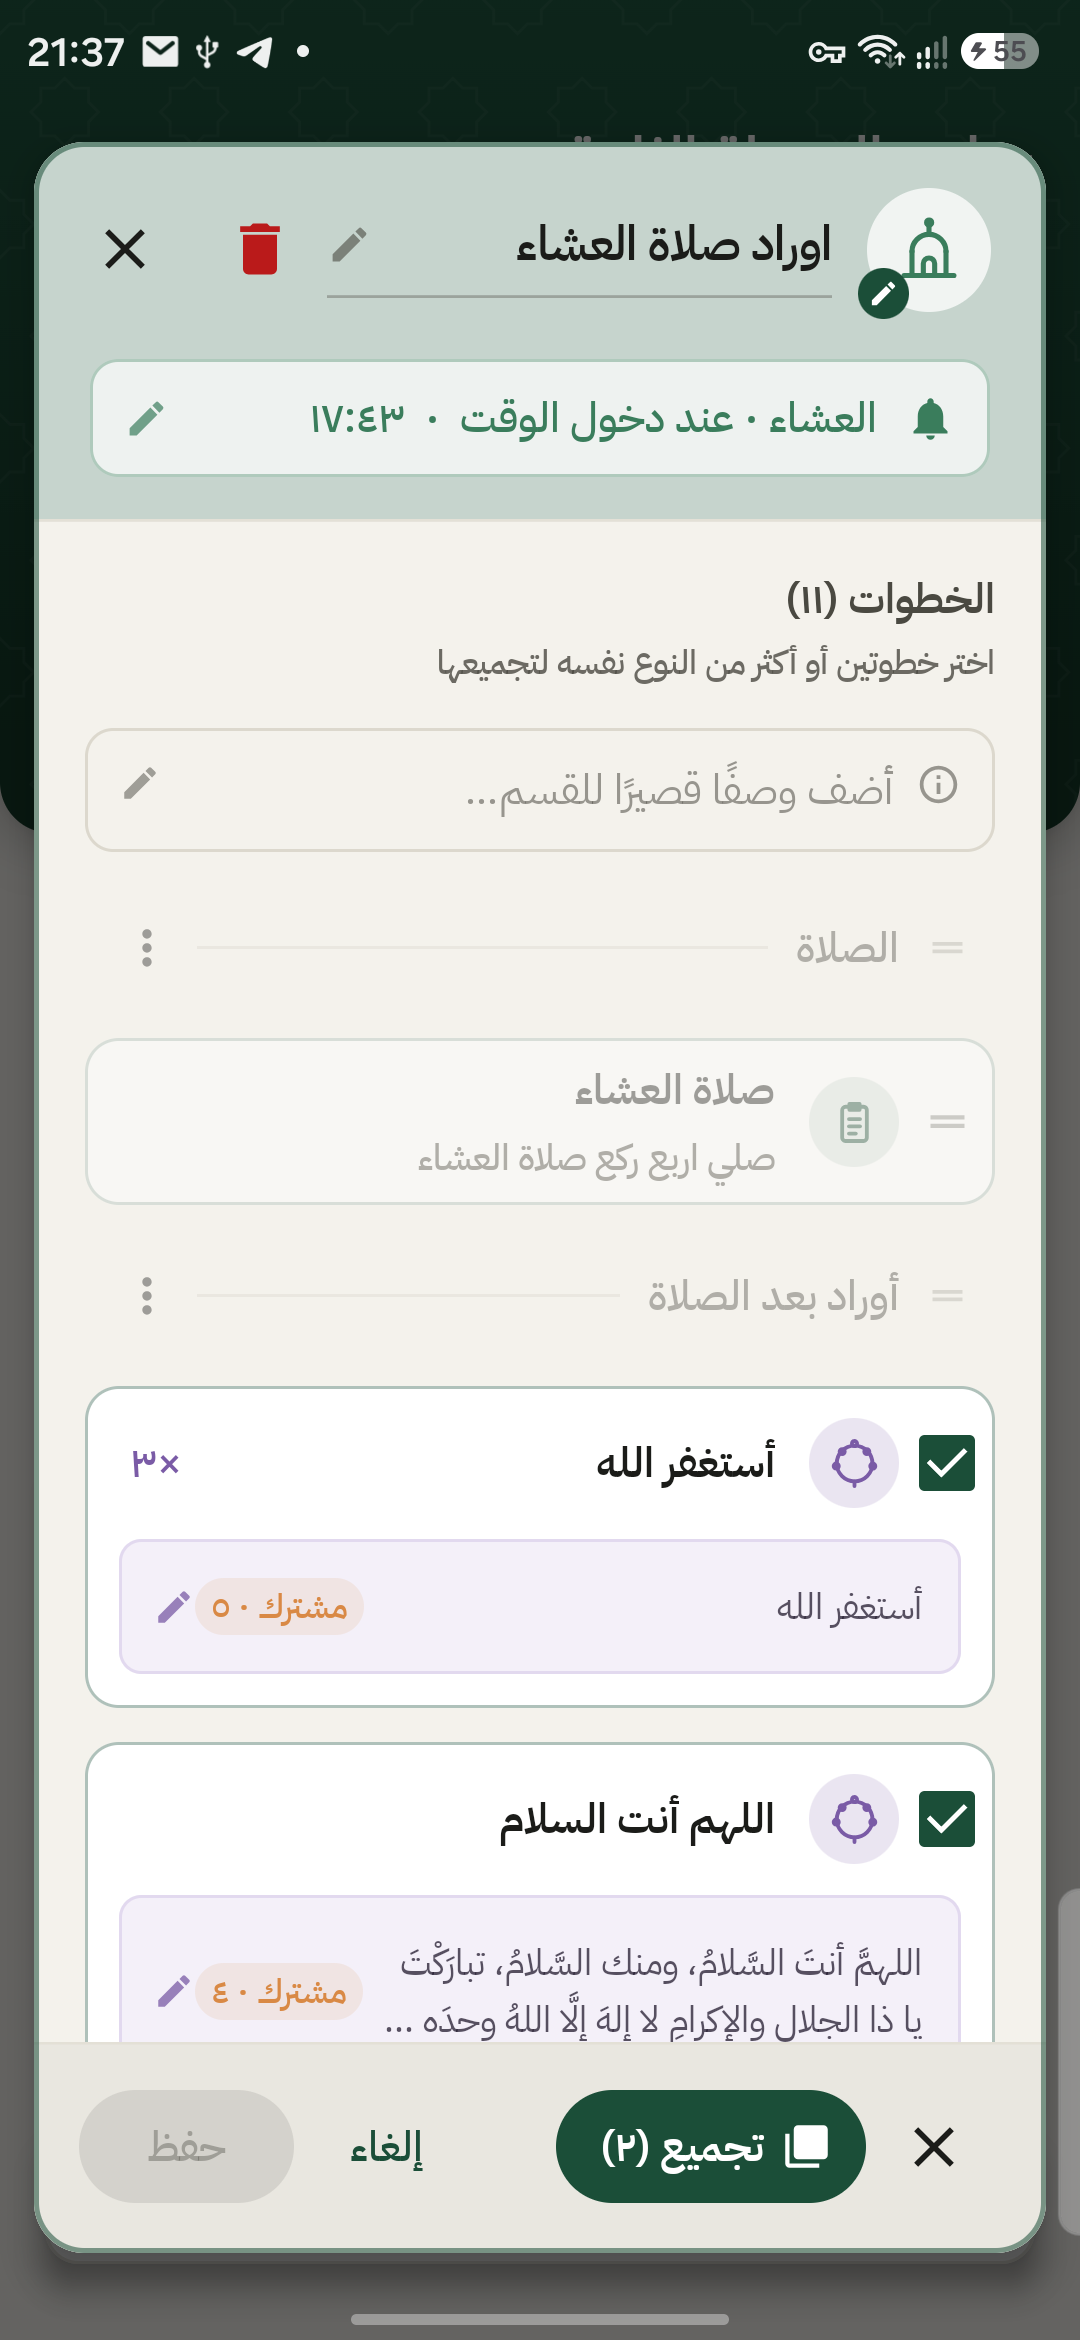 21:37
55
اوراد صلاة العشاء
العشاء · عند دخول الوقت · ١٧:٤٣
الخطوات (١١)
اختر خطوتين أو أكثر من النوع نفسه لتجميعها
أضف وصفًا قصيرًا للقسم...
الصلاة
صلاة العشاء
صلي اربع ركع صلاة العشاء
أوراد بعد الصلاة
أستغفر الله
×٣
أستغفر الله
مشترك · ٥
اللهم أنت السلام
اللهمَّ أنتَ السَّلامُ، ومنك السَّلامُ، تبارَكْتَ
يا ذا الجلالِ والإكرامِ لا إلهَ إلَّا اللهُ وحدَه ...
مشترك · ٤
تجميع (٢)
إلغاء
حفظ